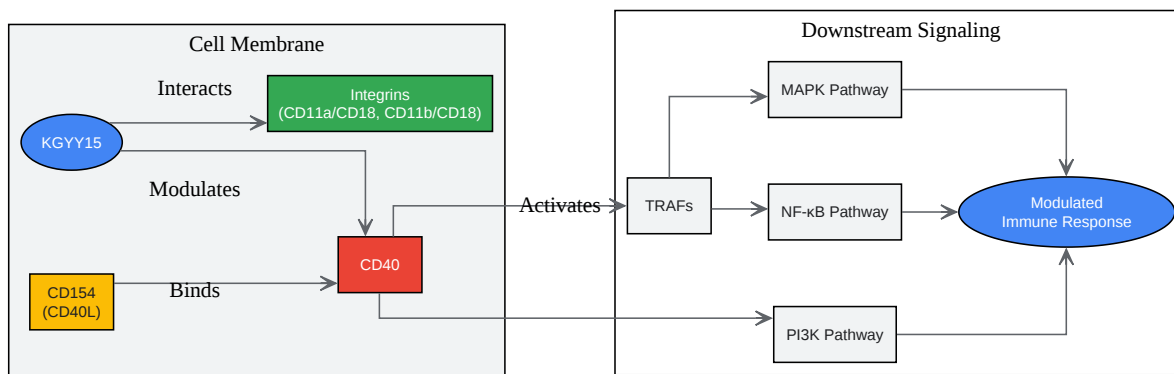 Cell Membrane
Downstream Signaling
Interacts
Integrins
(CD11a/CD18, CD11b/CD18)
KGYY15
Modulates
MAPK Pathway
Activates
TRAFs
NF-κB Pathway
Modulated
Immune Response
CD40
CD154
(CD40L)
Binds
PI3K Pathway